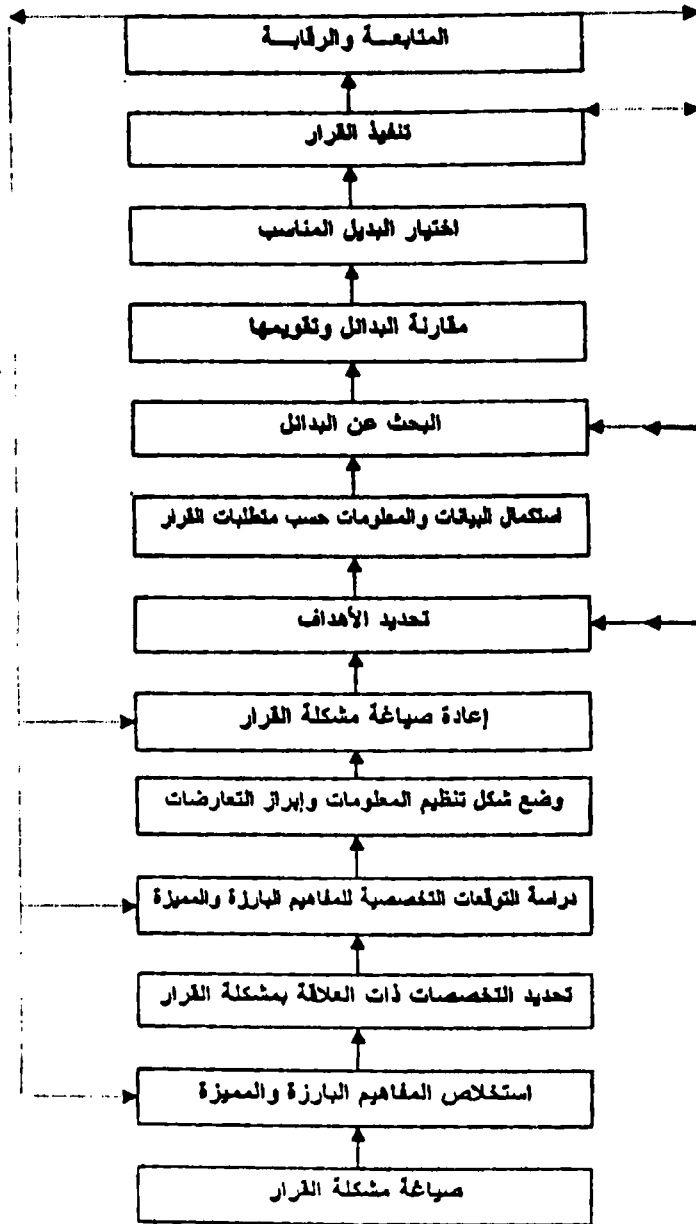 المتابعــة والرقابــة
تنفيذ القرار
اختيار البديل المناسب
مقارنة البدائل وتقويمها
البحث عن البدائل
استكمال البيانات والمعلومات حسب متطلبات القرار
تحديد الأهداف
إعادة صياغة مشكلة القرار
وضع شكل تنظيم المعلومات وإبراز التعارضات
دراسة التوقعات التخصصية للمفاهيم البارزة والمميزة
تحديد التخصصات ذات العلاقة بمشكلة القرار
استخلاص المفاهيم البارزة والمميزة
صياغة مشكلة القرار